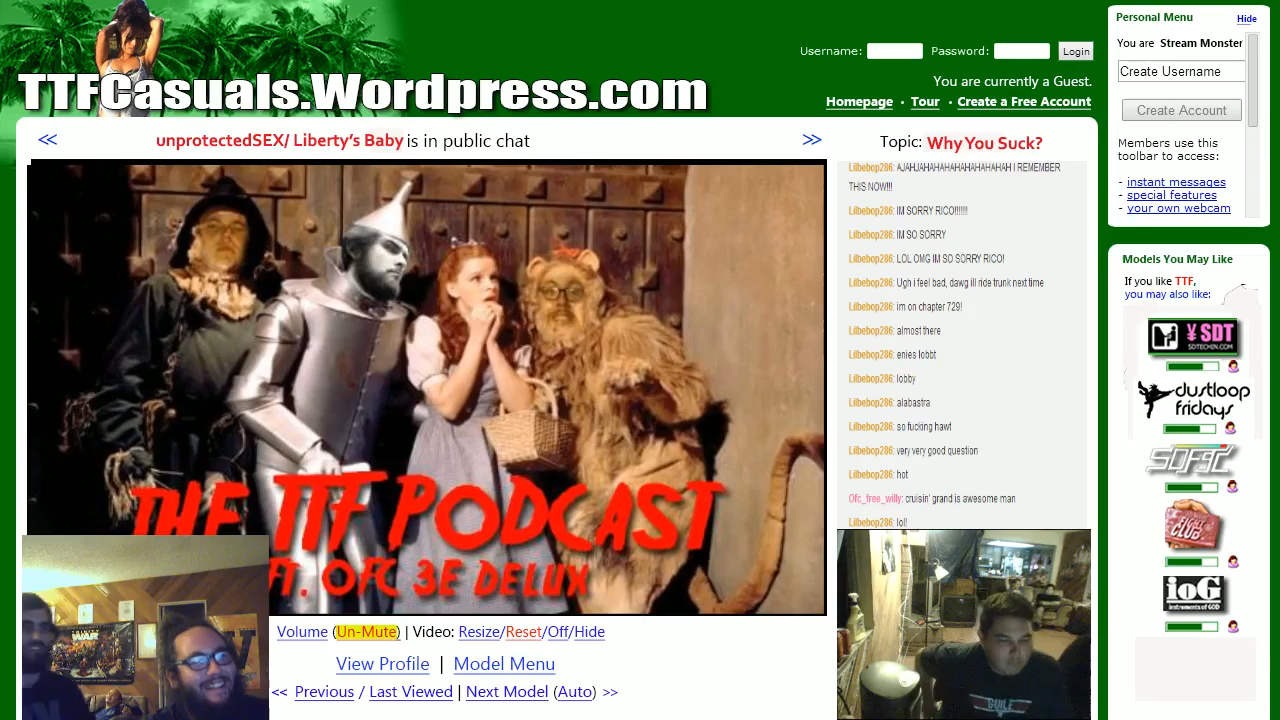 TTFCasuals.Wordpress.com
Username: Password: Login
You are currently a Guest.
Homepage • Tour • Create a Free Account
<< unprotectedSEX/ Liberty's Baby is in public chat >>
THE TTF PODCAST
FT. OFC 3E DELUX
WAR
Volume (Un-Mute) | Video: Resize/Reset/Off/Hide
View Profile | Model Menu
<< Previous / Last Viewed | Next Model (Auto) >>
Topic: Why You Suck?
Lilbebop286: AJAHJAHAHAHAHAHAHAHAHAH I REMEMBER
THIS NOW!!!
Lilbebop286: IM SORRY RICO!!!!!!!
Lilbebop286: IM SO SORRY
Lilbebop286: LOL OMG IM SO SORRY RICO!
Lilbebop286: Ugh i feel bad, dawg ill ride trunk next time
Lilbebop286: im on chapter 729!
Lilbebop286: almost there
Lilbebop286: enies lobbt
Lilbebop286: lobby
Lilbebop286: alabastra
Lilbebop286: so fucking hawt
Lilbebop286: very very good question
Lilbebop286: hot
Ofc_free_willy: cruisin' grand is awesome man
Lilbebop286: lol!
GUILE
Personal Menu Hide
You are Stream Monster
Create Username
Create Account
Members use this
toolbar to access:
- instant messages
- special features
- your own webcam
Models You May Like
If you like TTF,
you may also like:
¥ SDT
SDTEKKEN.COM
dustloop
fridays
FIGHT
CLUB
ioG
instruments of GOD